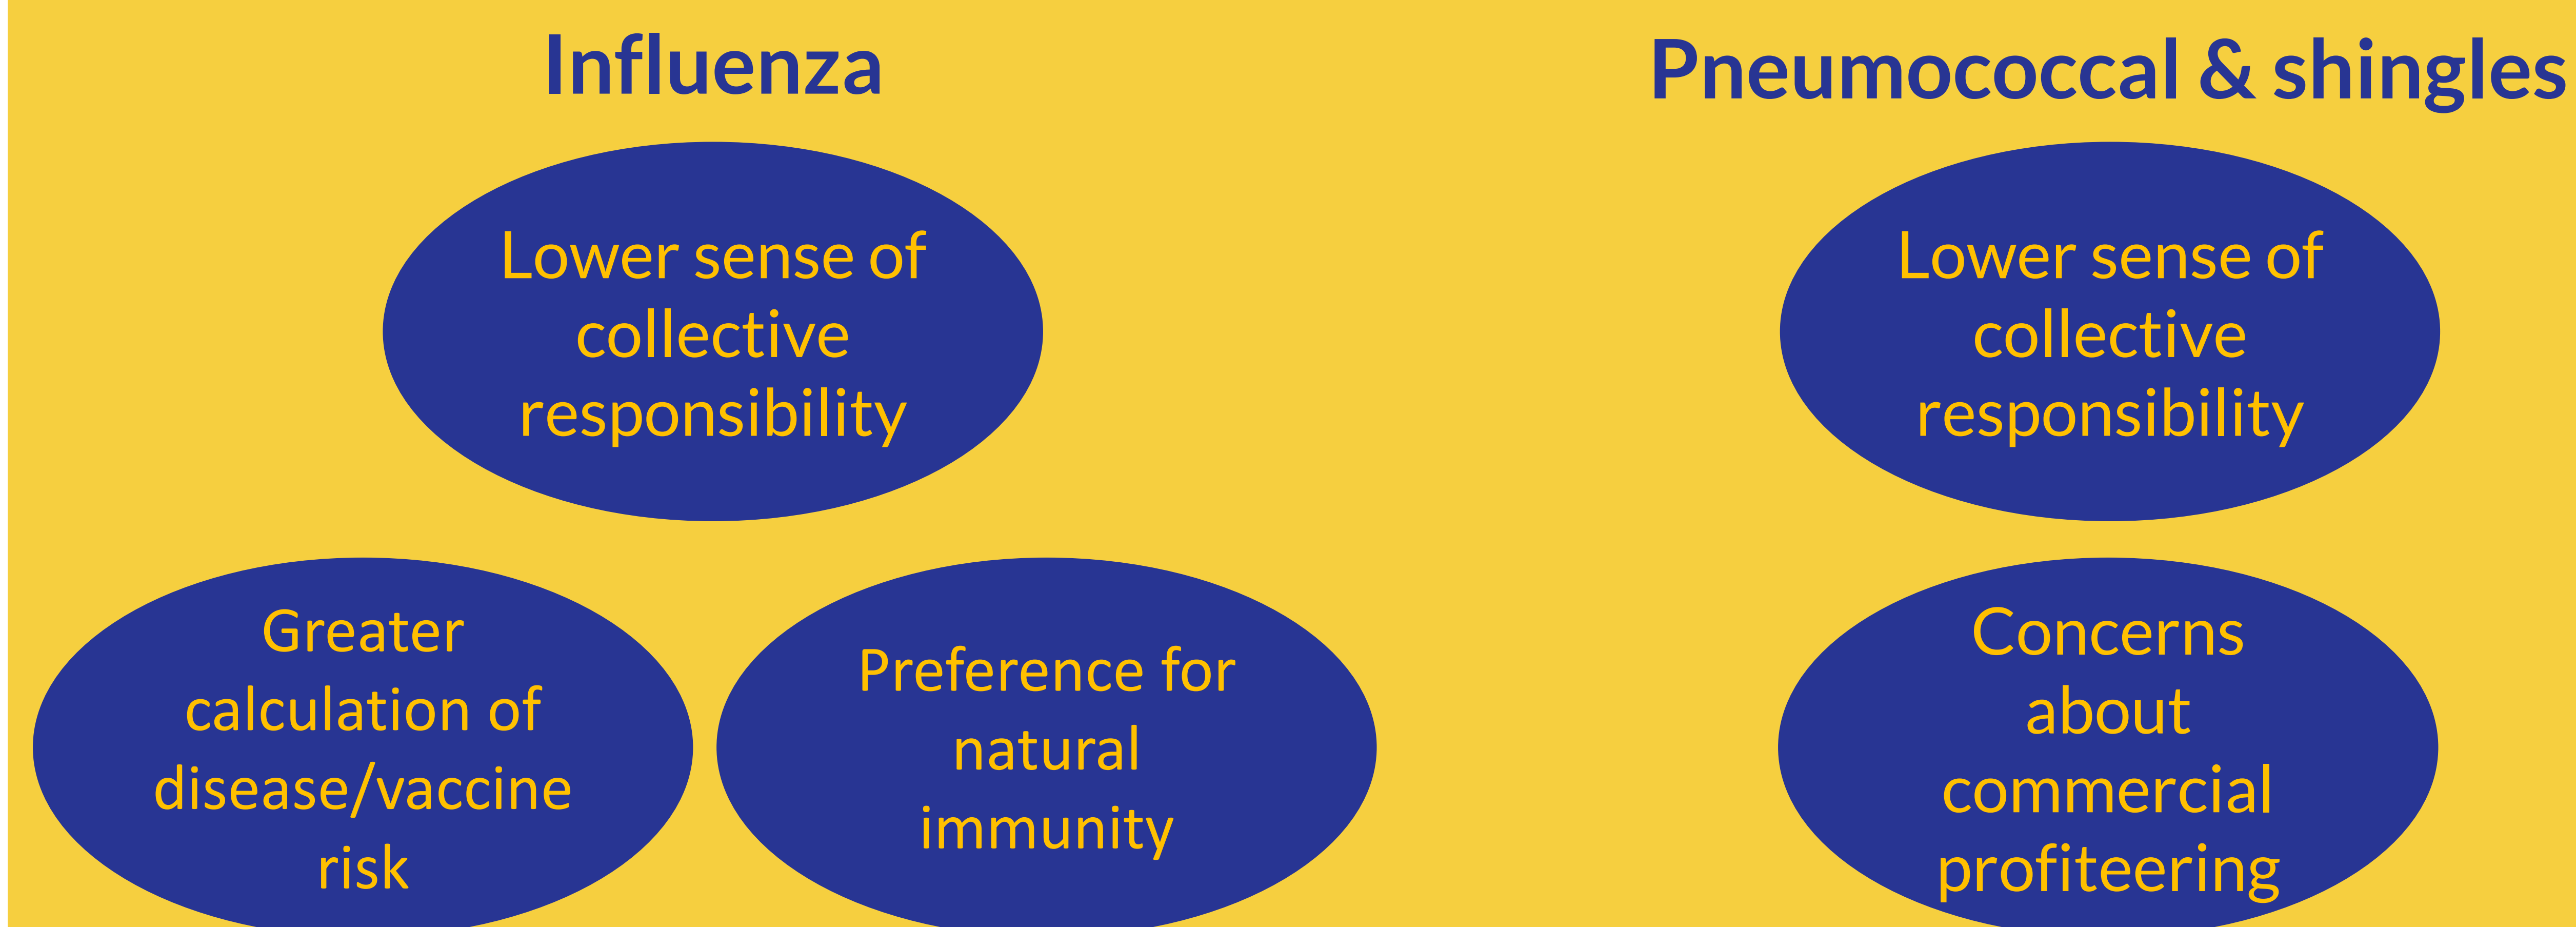 Influenza
Lower sense of
collective
responsibility
Greater
calculation of
disease/vaccine
risk
Preference for
natural
immunity
Pneumococcal & shingles
Lower sense of
collective
responsibility
Concerns
about
commercial
profiteering